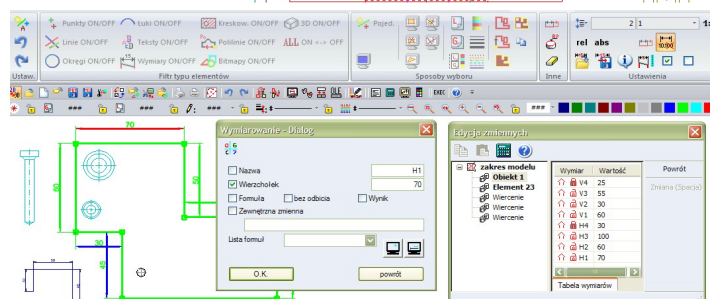 Punkty ON/OFF Łuki ON/OFF Kreskow. ON/OFF 3D ON/OFF Pojed. 2 1 1:
Linie ON/OFF Teksty ON/OFF Polilinie ON/OFF ALL ON <-> OFF rel abs
Okręgi ON/OFF Wymiary ON/OFF Bitmapy ON/OFF
Ustaw. Filtr typu elementów Sposoby wyboru Inne Ustawienia
EXEC
### ### ### ###
Wymiarowanie - Dialog
Nazwa H1
Wierzchołek 70
Formuła bez odbicia Wynik
Zewnętrzna zmienna
Lista formuł
O.K. powrót
70
80
50
30
45
Edycja zmiennych
zakres modelu
Obiekt 1
Element 23
Wiercenie
Wiercenie
Wiercenie
Wymiar Wartość
V4 25
V3 55
V2 30
V1 60
H4 30
H3 100
H2 60
H1 70
Tabela wymiarów
Powrót
Zmiana (Spacja)